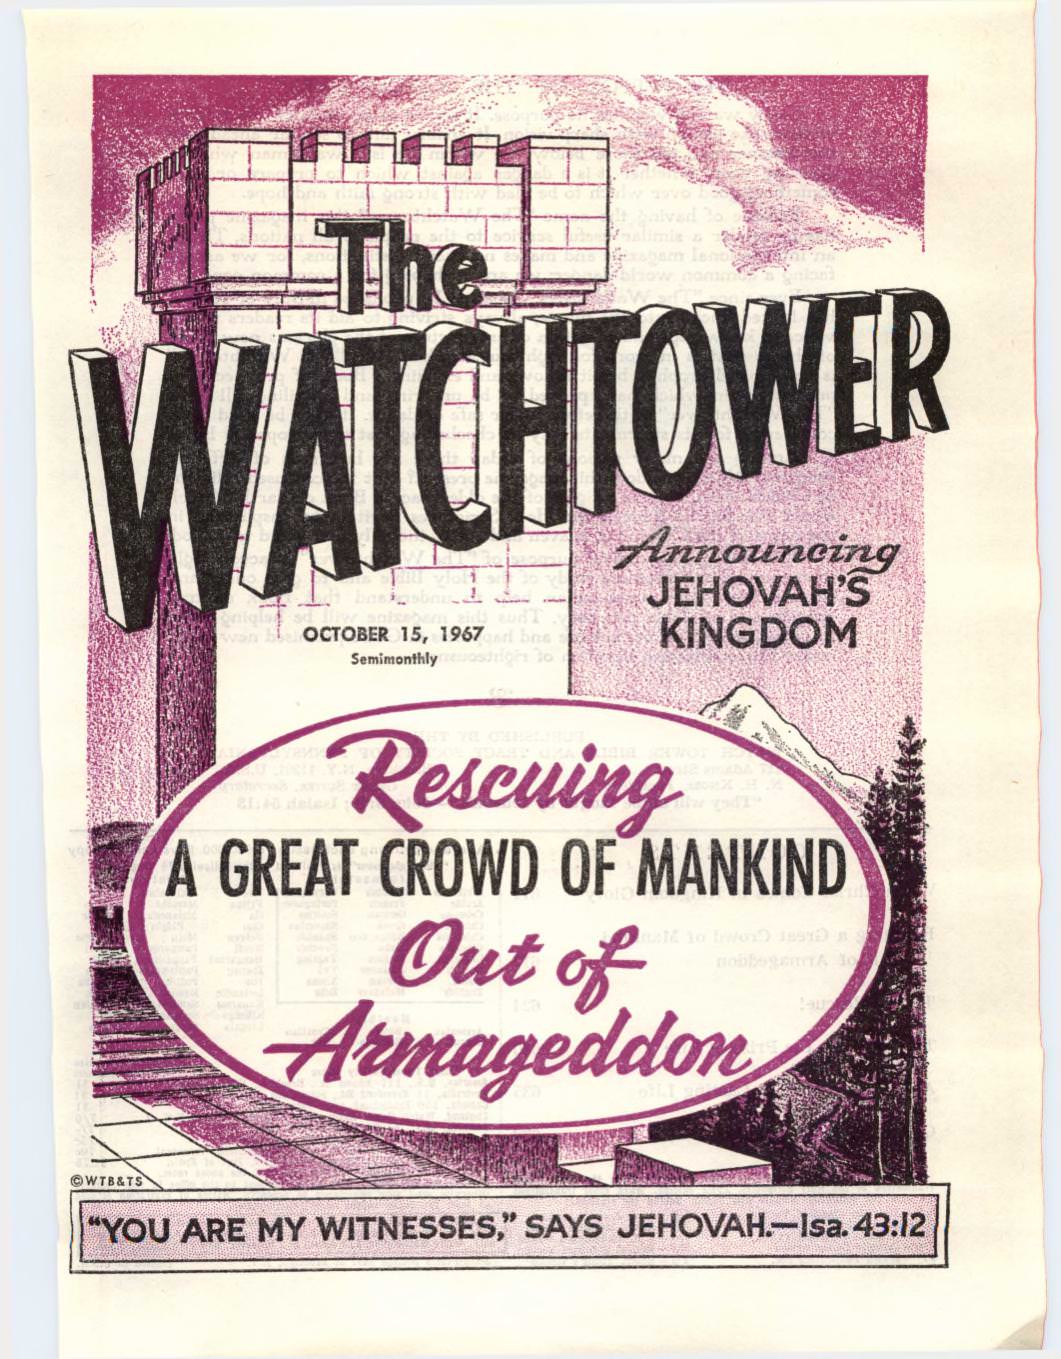 The
WATCHTOWER
Announcing
JEHOVAH'S
KINGDOM
OCTOBER 15, 1967
Semimonthly
Rescuing
A GREAT CROWD OF MANKIND
Out of
Armageddon
©WTB&TS
"YOU ARE MY WITNESSES," SAYS JEHOVAH.—Isa. 43:12